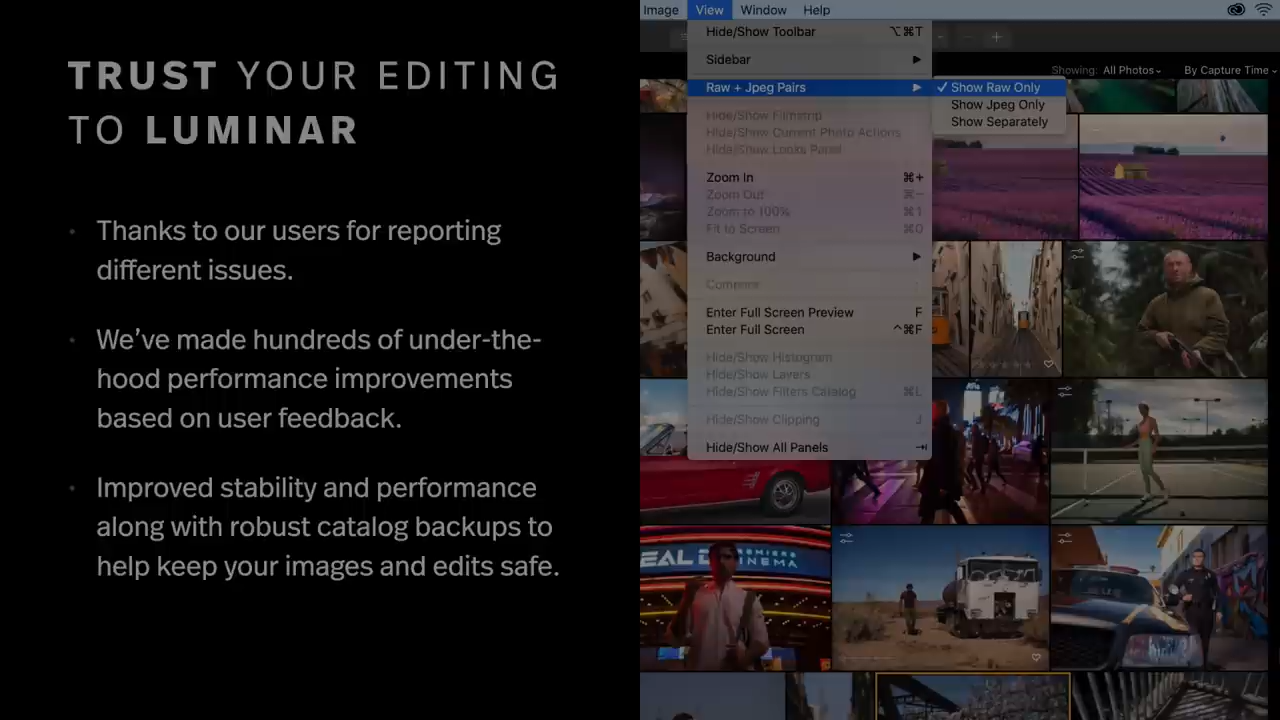 TRUST YOUR EDITING
TO LUMINAR
• Thanks to our users for reporting
different issues.
• We’ve made hundreds of under-the-
hood performance improvements
based on user feedback.
• Improved stability and performance
along with robust catalog backups to
help keep your images and edits safe.
Image View Window Help
Showing: All Photos By Capture Time
Hide/Show Toolbar ⌥⌘T
Sidebar
Raw + Jpeg Pairs
Show Raw Only
Show Jpeg Only
Show Separately
Hide/Show Filmstrip
Hide/Show Current Photo Actions
Hide/Show Looks Panel
Zoom In ⌘+
Zoom Out ⌘−
Zoom to 100% ⌘1
Fit to Screen ⌘0
Background
Compare
Enter Full Screen Preview F
Enter Full Screen ^⌘F
Hide/Show Histogram
Hide/Show Layers
Hide/Show Filters Catalog ⌘L
Hide/Show Clipping J
Hide/Show All Panels
CINEMA